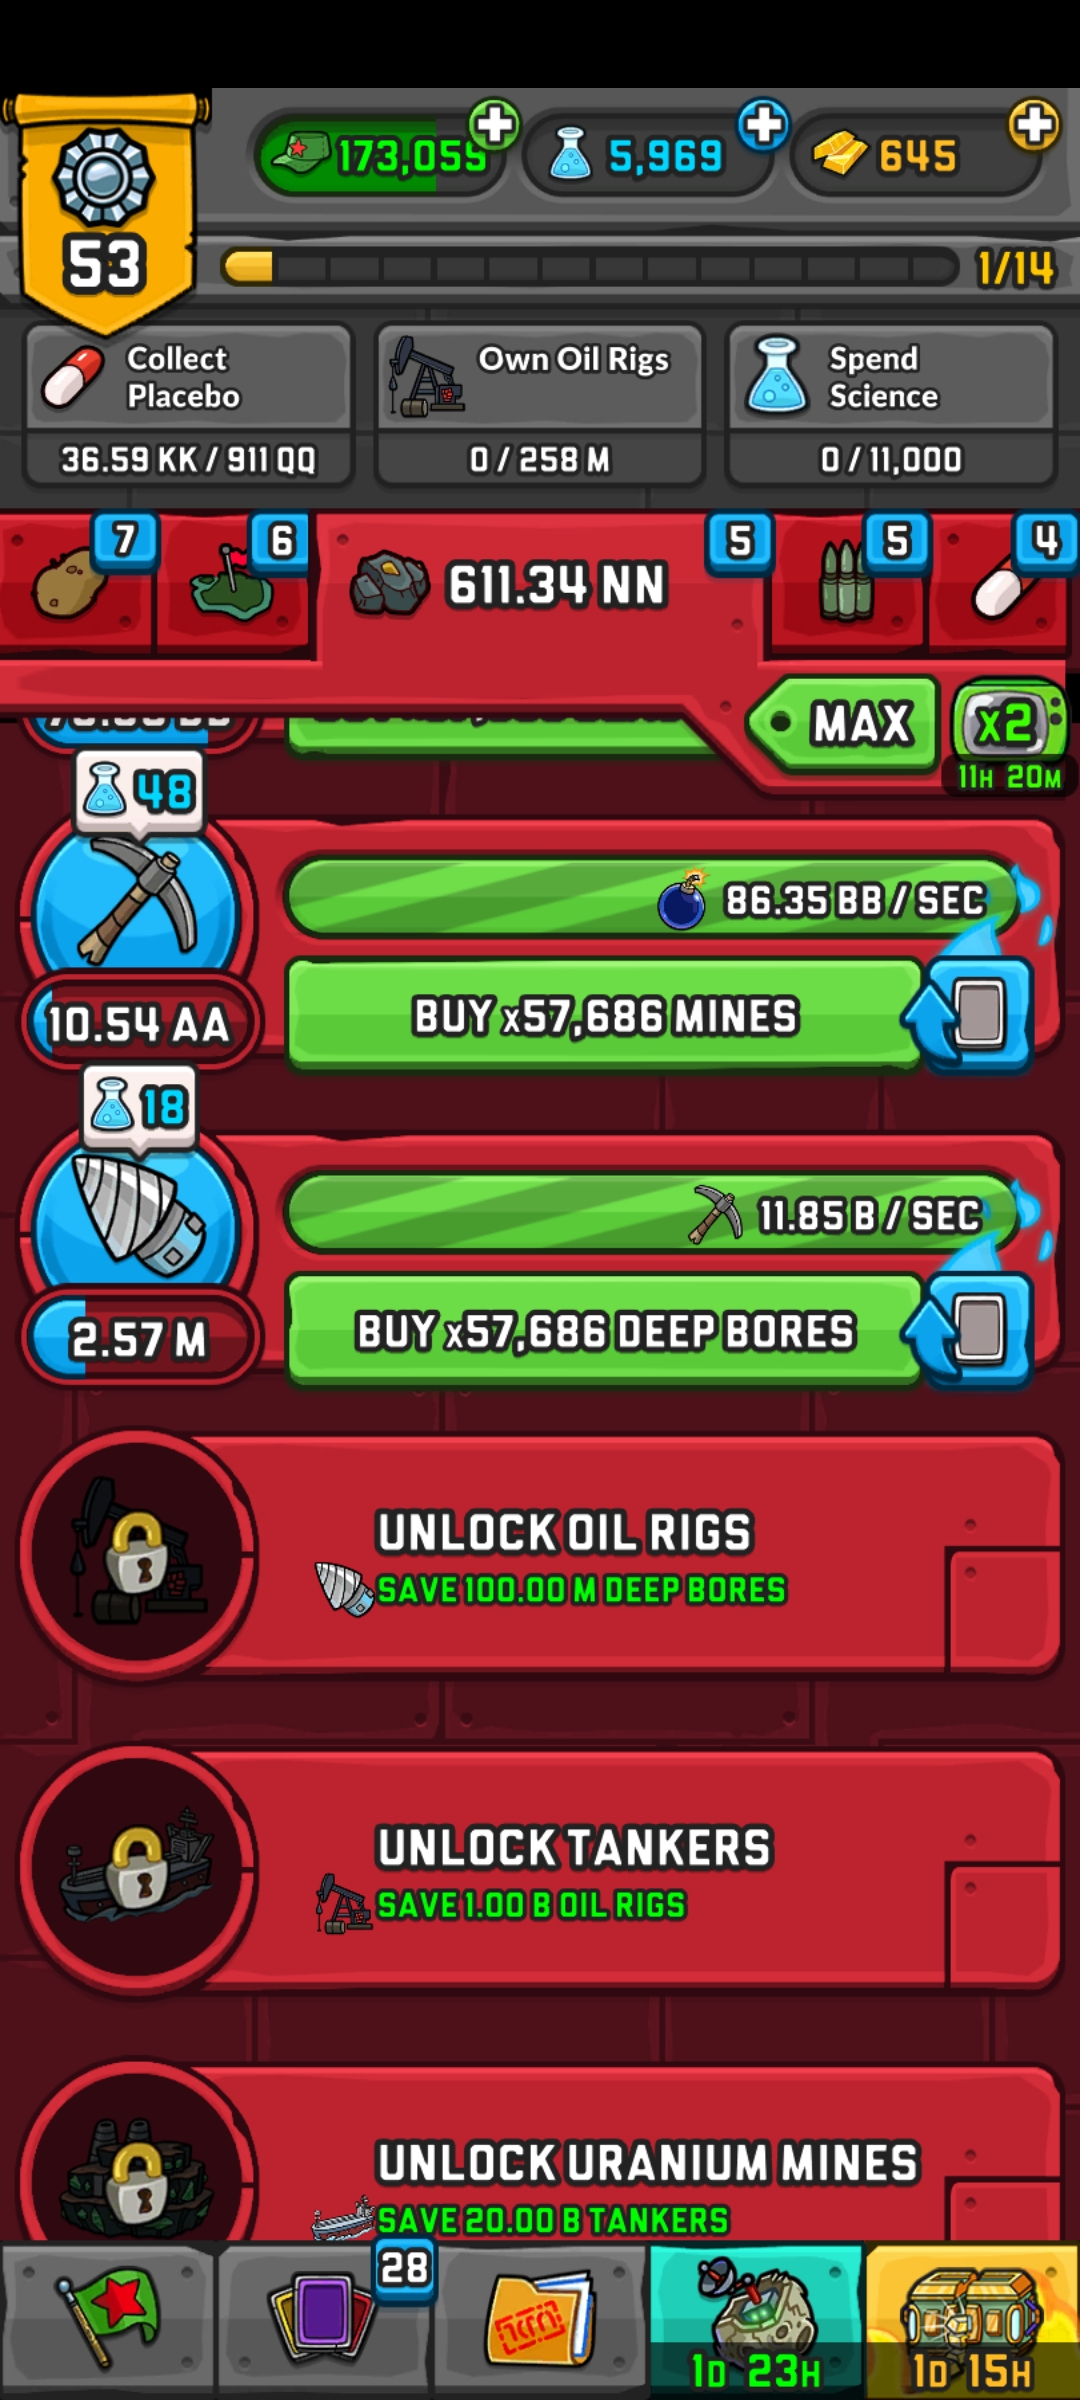 53
173,059
5,969
645
1/14
Collect
Placebo
36.59 KK / 911 QQ
Own Oil Rigs
0 / 258 M
Spend
Science
0 / 11,000
7
6
611.34 NN
5
5
4
MAX
x2
11H 20M
48
86.35 BB / SEC
10.54 AA
BUY x57,686 MINES
18
11.85 B / SEC
2.57 M
BUY x57,686 DEEP BORES
UNLOCK OIL RIGS
SAVE 100.00 M DEEP BORES
UNLOCK TANKERS
SAVE 1.00 B OIL RIGS
UNLOCK URANIUM MINES
SAVE 20.00 B TANKERS
28
1D 23H
1D 15H